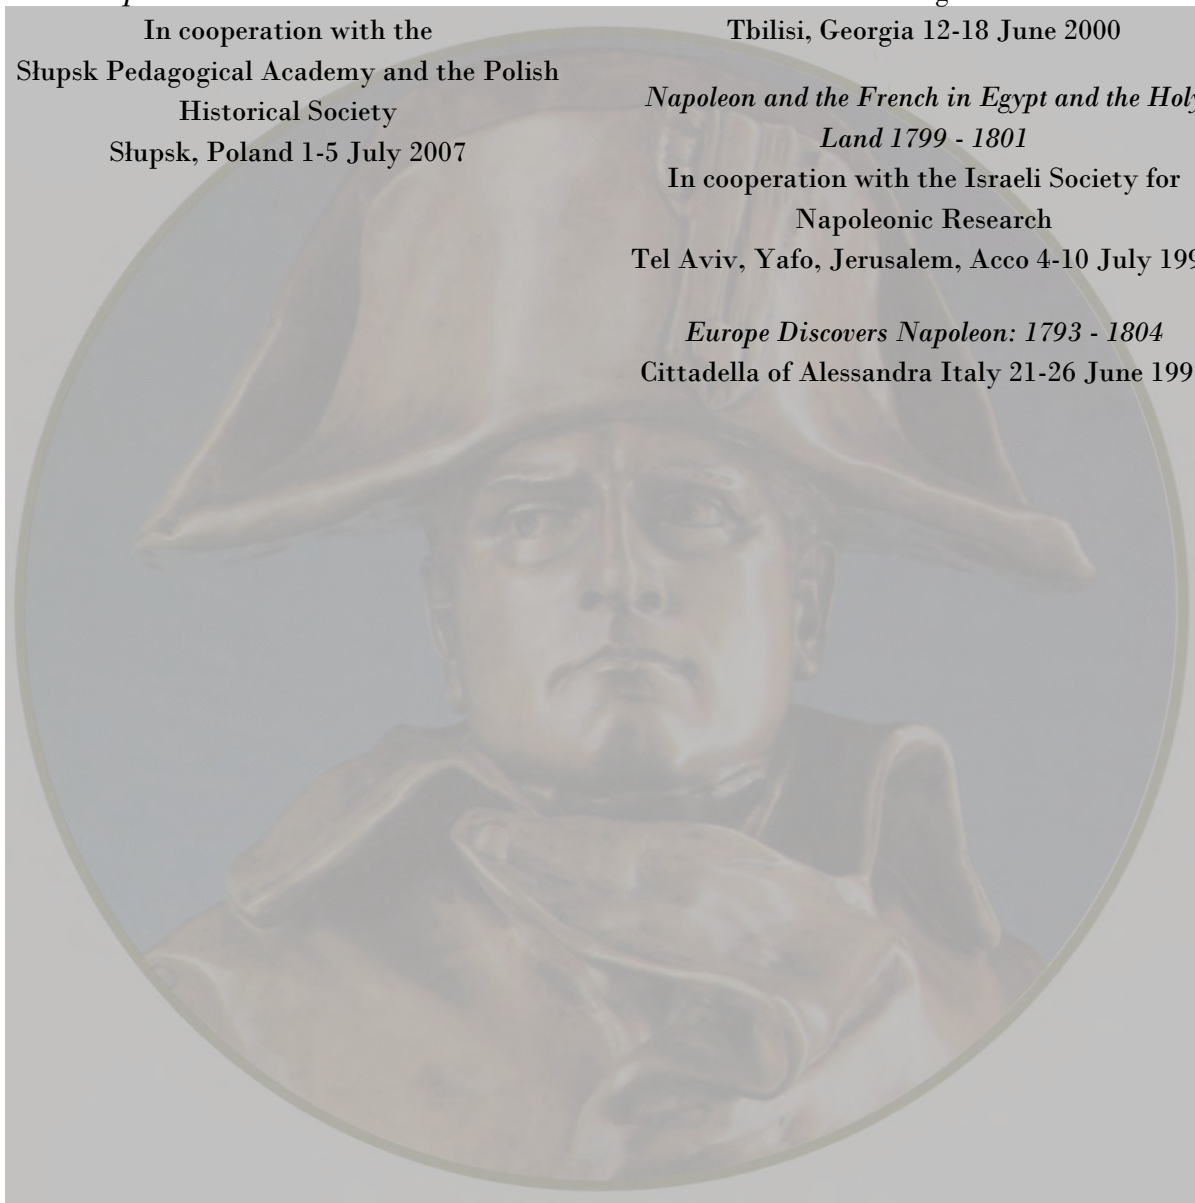 In cooperation with the
Słupsk Pedagogical Academy and the Polish
Historical Society
Słupsk, Poland 1-5 July 2007
Tbilisi, Georgia 12-18 June 2000
Napoleon and the French in Egypt and the Holy
Land 1799 - 1801
In cooperation with the Israeli Society for
Napoleonic Research
Tel Aviv, Yafo, Jerusalem, Acco 4-10 July 199
Europe Discovers Napoleon: 1793 - 1804
Cittadella of Alessandra Italy 21-26 June 199